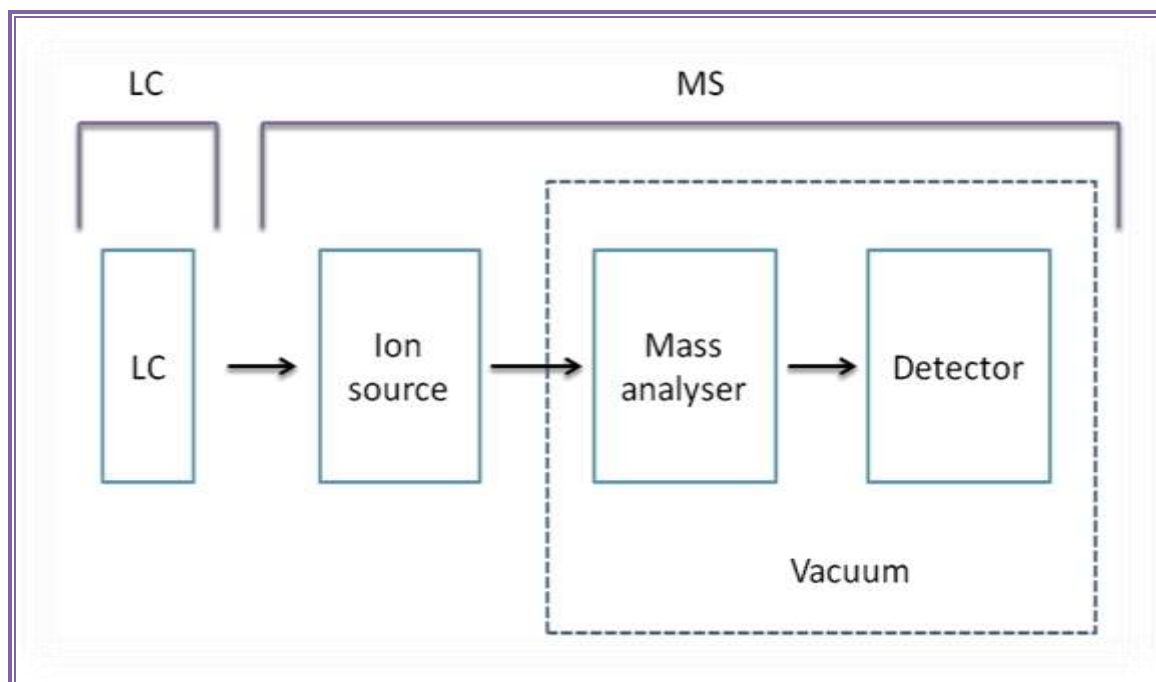 LC
MS
LC
Ion
source
Mass
analyser
Detector
Vacuum